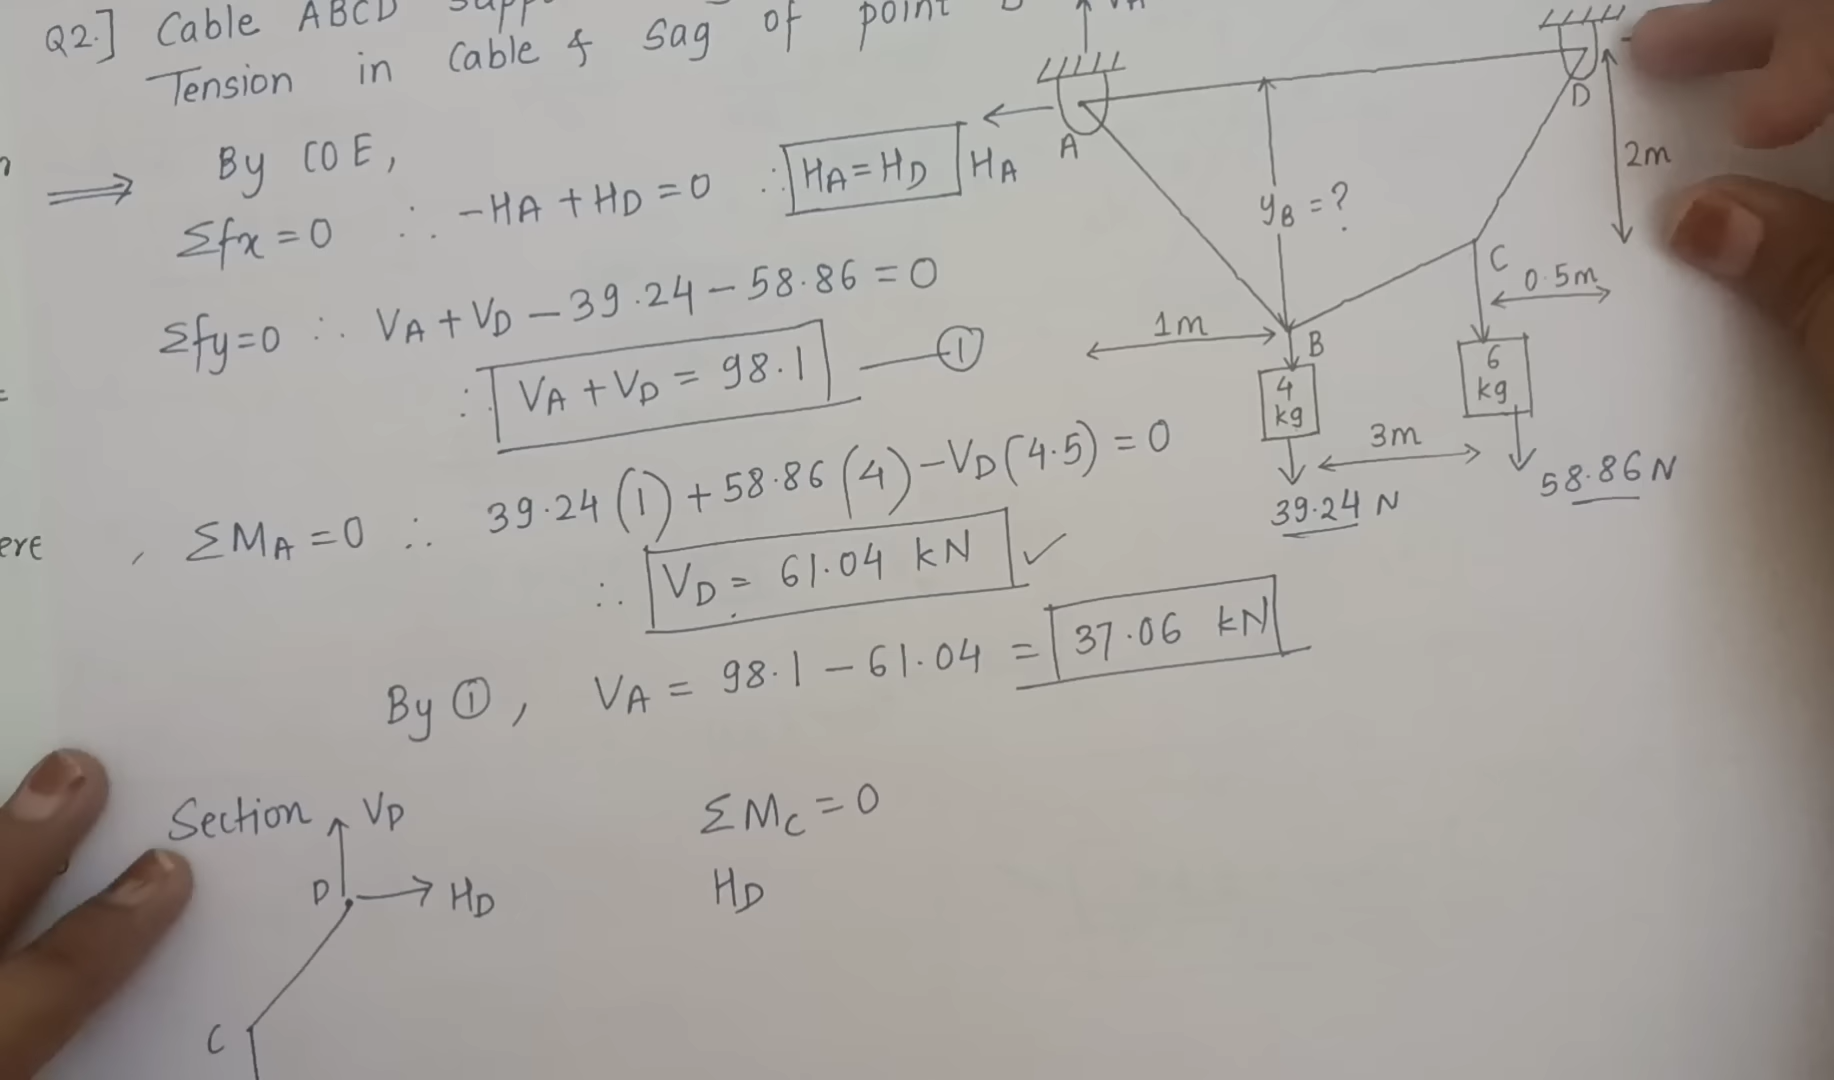 Q2.] Cable ABCD
Tension in Cable & sag of point B
⟹ By COE,
Σfx = 0 ∴ -HA + HD = 0 ∴ HA = HD
Σfy = 0 ∴ VA + VD - 39.24 - 58.86 = 0
∴ VA + VD = 98.1 — ①
, ΣMA = 0 ∴ 39.24 (1) + 58.86 (4) - VD (4.5) = 0
∴ VD = 61.04 kN ✓
By ①, VA = 98.1 - 61.04 = 37.06 kN
Section
VD
D
HD
C
ΣMC = 0
HD
VA
HA
A
D
2m
yB = ?
C
0.5m
1m
B
4 kg
6 kg
3m
39.24 N
58.86 N
ere